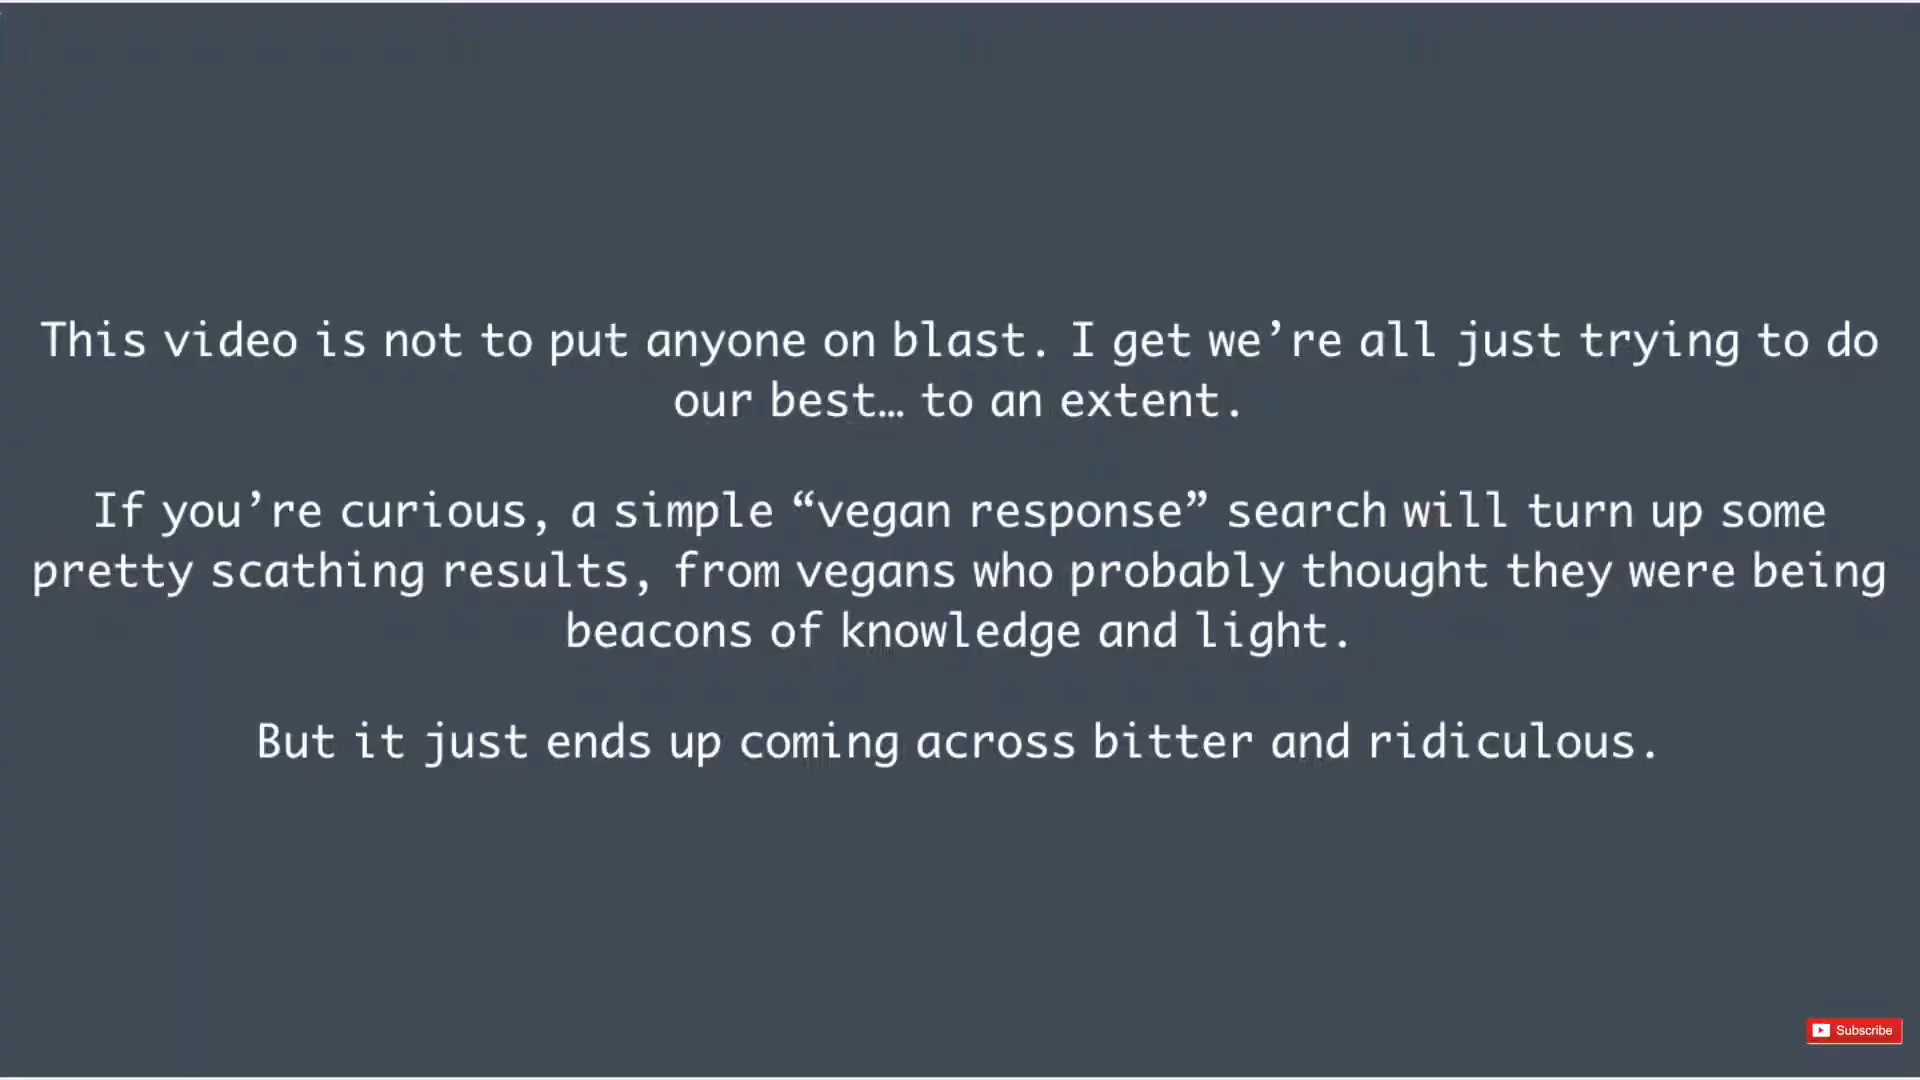 This video is not to put anyone on blast. I get we’re all just trying to do
our best… to an extent.
If you’re curious, a simple “vegan response” search will turn up some
pretty scathing results, from vegans who probably thought they were being
beacons of knowledge and light.
But it just ends up coming across bitter and ridiculous.
Subscribe